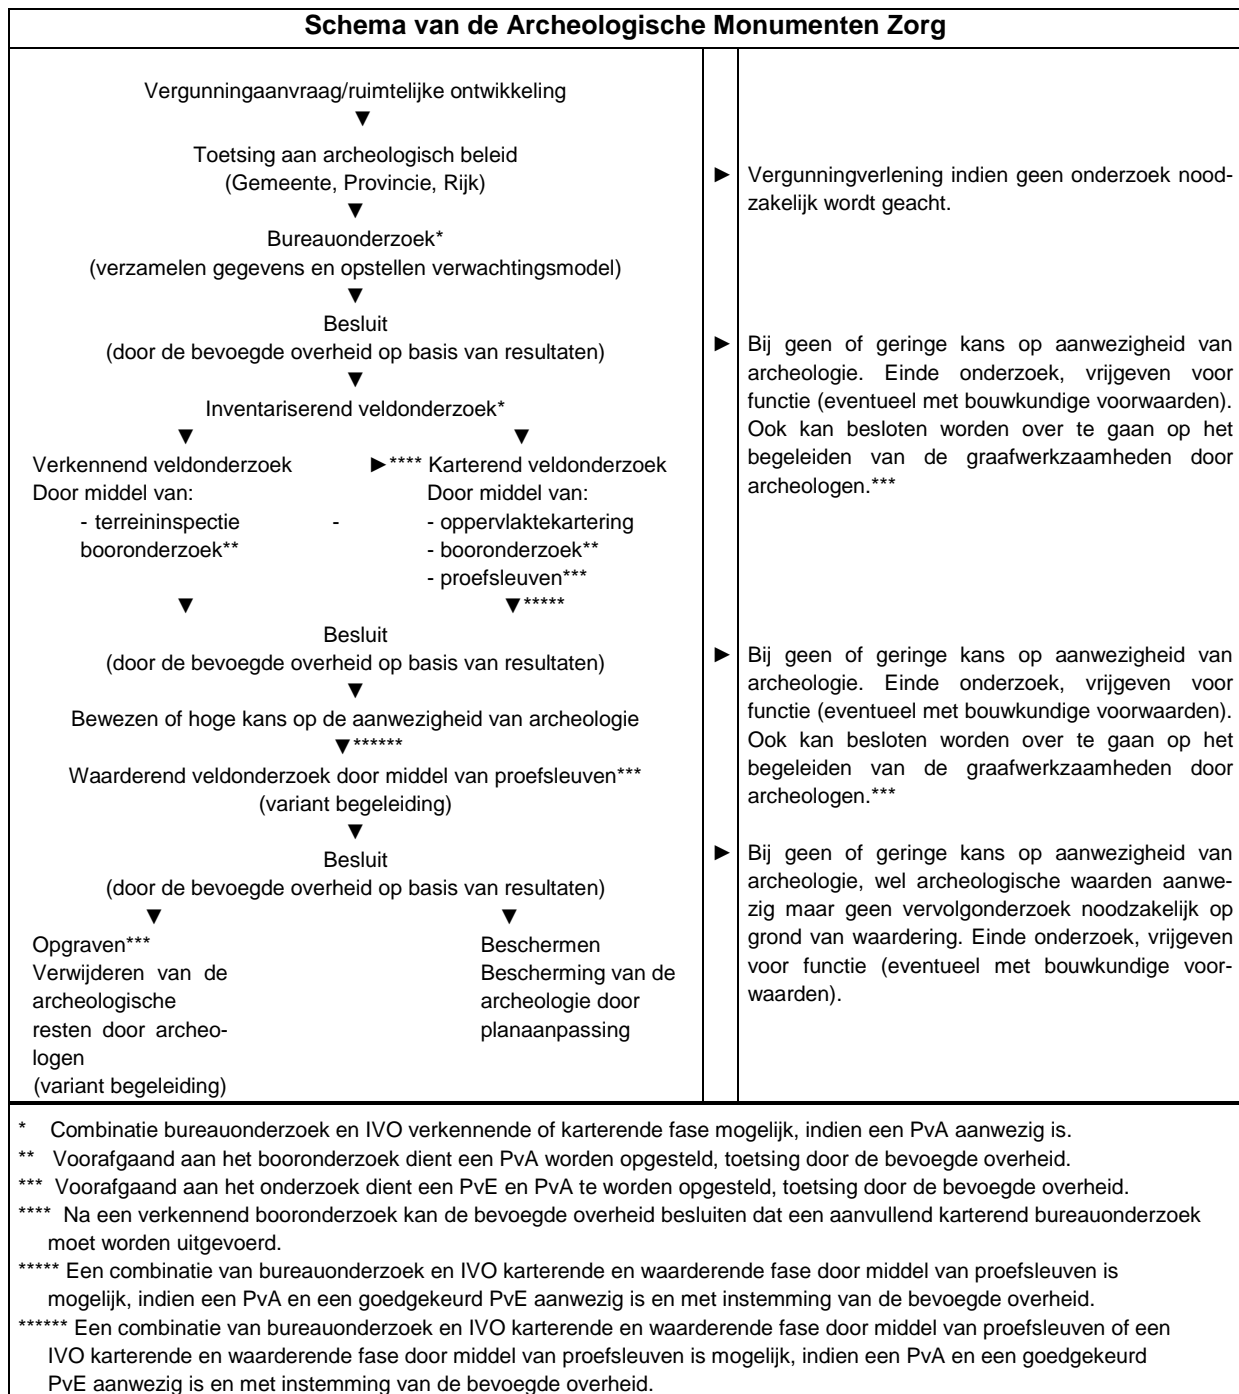 Schema van de Archeologische Monumenten Zorg
Vergunningaanvraag/ruimtelijke ontwikkeling
▼
Toetsing aan archeologisch beleid
(Gemeente, Provincie, Rijk)
▼
Bureauonderzoek*
(verzamelen gegevens en opstellen verwachtingsmodel)
▼
Besluit
(door de bevoegde overheid op basis van resultaten)
▼
Inventariserend veldonderzoek*
▼ ▼
Verkennend veldonderzoek ►**** Karterend veldonderzoek
Door middel van: Door middel van:
- terreininspectie - - oppervlaktekartering
booronderzoek** - booronderzoek**
- proefsleuven***
▼ ▼*****
Besluit
(door de bevoegde overheid op basis van resultaten)
▼
Bewezen of hoge kans op de aanwezigheid van archeologie
▼******
Waarderend veldonderzoek door middel van proefsleuven***
(variant begeleiding)
▼
Besluit
(door de bevoegde overheid op basis van resultaten)
▼ ▼
Opgraven***
Verwijderen van de
archeologische
resten door archeo-
logen
(variant begeleiding)
Beschermen
Bescherming van de
archeologie door
planaanpassing
► Vergunningverlening indien geen onderzoek nood-
zakelijk wordt geacht.
► Bij geen of geringe kans op aanwezigheid van
archeologie. Einde onderzoek, vrijgeven voor
functie (eventueel met bouwkundige voorwaarden).
Ook kan besloten worden over te gaan op het
begeleiden van de graafwerkzaamheden door
archeologen.***
► Bij geen of geringe kans op aanwezigheid van
archeologie. Einde onderzoek, vrijgeven voor
functie (eventueel met bouwkundige voorwaarden).
Ook kan besloten worden over te gaan op het
begeleiden van de graafwerkzaamheden door
archeologen.***
► Bij geen of geringe kans op aanwezigheid van
archeologie, wel archeologische waarden aanwe-
zig maar geen vervolgonderzoek noodzakelijk op
grond van waardering. Einde onderzoek, vrijgeven
voor functie (eventueel met bouwkundige voor-
waarden).
* Combinatie bureauonderzoek en IVO verkennende of karterende fase mogelijk, indien een PvA aanwezig is.
** Voorafgaand aan het booronderzoek dient een PvA worden opgesteld, toetsing door de bevoegde overheid.
*** Voorafgaand aan het onderzoek dient een PvE en PvA te worden opgesteld, toetsing door de bevoegde overheid.
**** Na een verkennend booronderzoek kan de bevoegde overheid besluiten dat een aanvullend karterend bureauonderzoek
moet worden uitgevoerd.
***** Een combinatie van bureauonderzoek en IVO karterende en waarderende fase door middel van proefsleuven is
mogelijk, indien een PvA en een goedgekeurd PvE aanwezig is en met instemming van de bevoegde overheid.
****** Een combinatie van bureauonderzoek en IVO karterende en waarderende fase door middel van proefsleuven of een
IVO karterende en waarderende fase door middel van proefsleuven is mogelijk, indien een PvA en een goedgekeurd
PvE aanwezig is en met instemming van de bevoegde overheid.